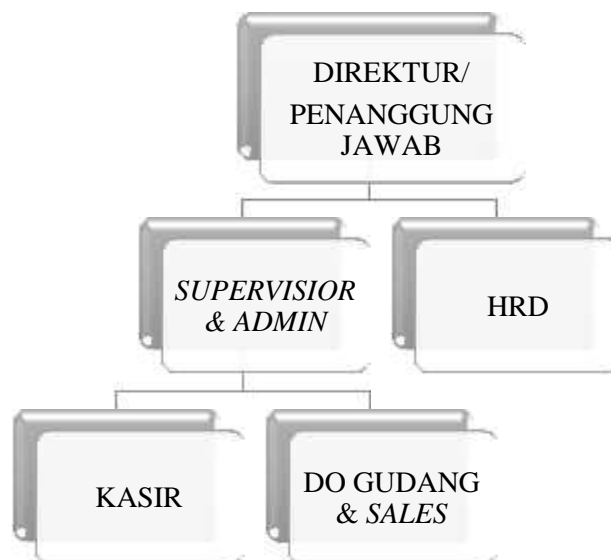 DIREKTUR/
PENANGGUNG
JAWAB
SUPERVISIOR
& ADMIN
HRD
KASIR
DO GUDANG
& SALES